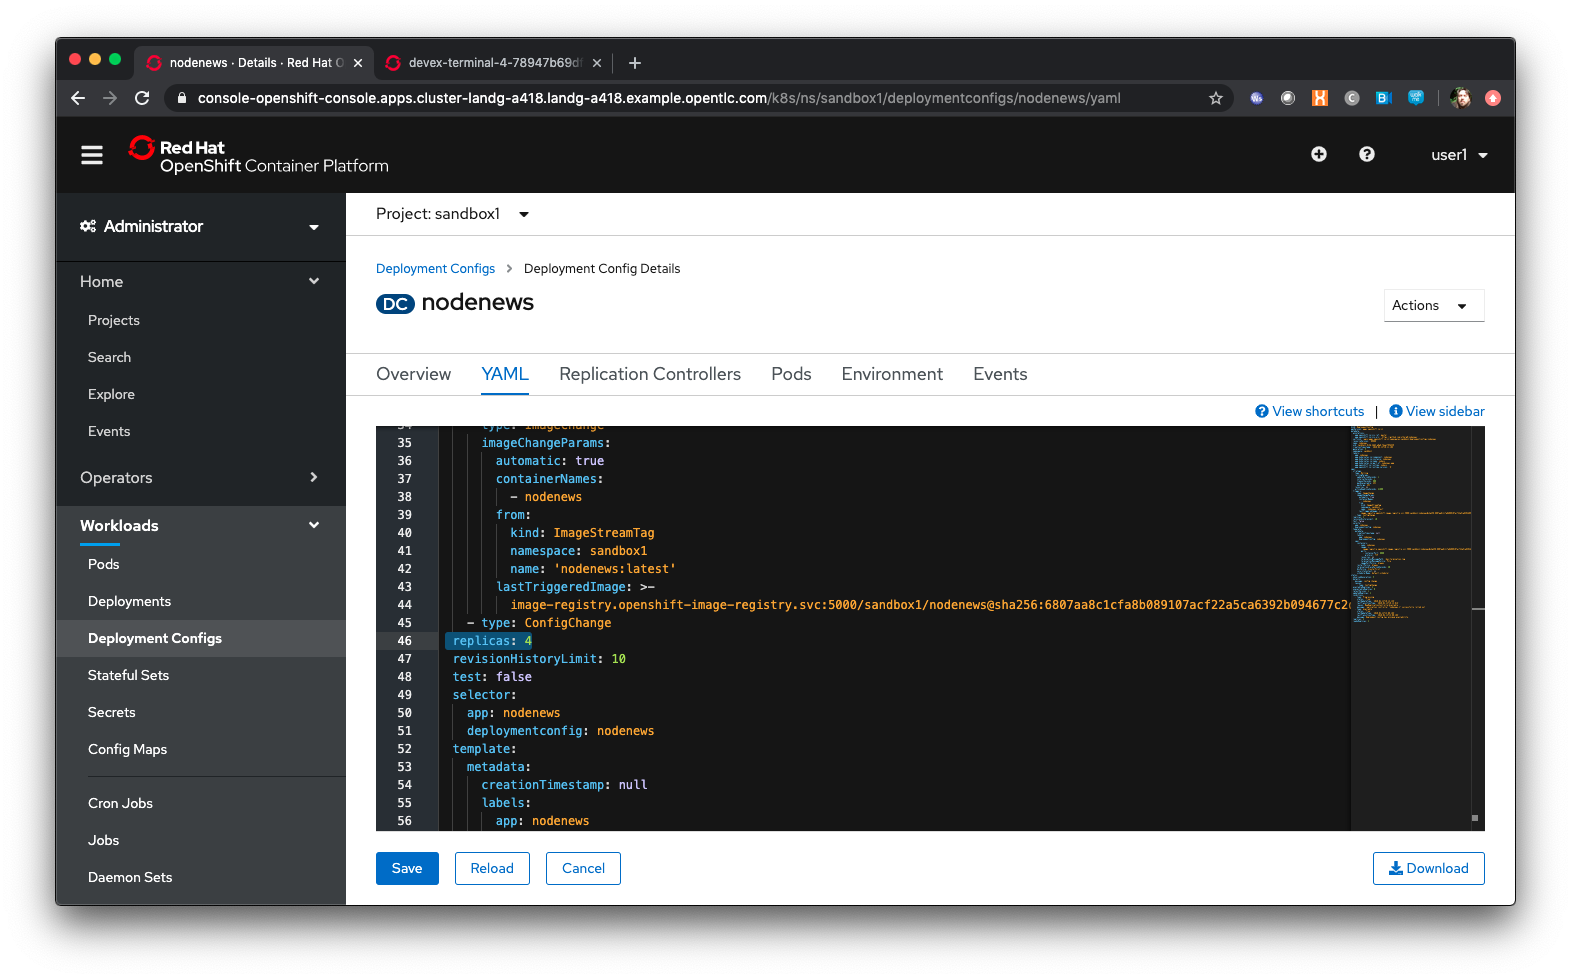 nodenews · Details · Red Hat O
devex-terminal-4-78947b69df
console-openshift-console.apps.cluster-landg-a418.landg-a418.example.opentlc.com/k8s/ns/sandbox1/deploymentconfigs/nodenews/yaml
Red Hat
OpenShift Container Platform
user1
Administrator
Home
Projects
Search
Explore
Events
Operators
Workloads
Pods
Deployments
Deployment Configs
Stateful Sets
Secrets
Config Maps
Cron Jobs
Jobs
Daemon Sets
Project: sandbox1
Deployment Configs > Deployment Config Details
DC nodenews
Actions
Overview YAML Replication Controllers Pods Environment Events
View shortcuts | View sidebar
34 type: ImageChange
35 imageChangeParams:
36 automatic: true
37 containerNames:
38 - nodenews
39 from:
40 kind: ImageStreamTag
41 namespace: sandbox1
42 name: 'nodenews:latest'
43 lastTriggeredImage: >-
44 image-registry.openshift-image-registry.svc:5000/sandbox1/nodenews@sha256:6807aa8c1cfa8b089107acf22a5ca6392b094677c2
45 - type: ConfigChange
46 replicas: 4
47 revisionHistoryLimit: 10
48 test: false
49 selector:
50 app: nodenews
51 deploymentconfig: nodenews
52 template:
53 metadata:
54 creationTimestamp: null
55 labels:
56 app: nodenews
Save Reload Cancel Download